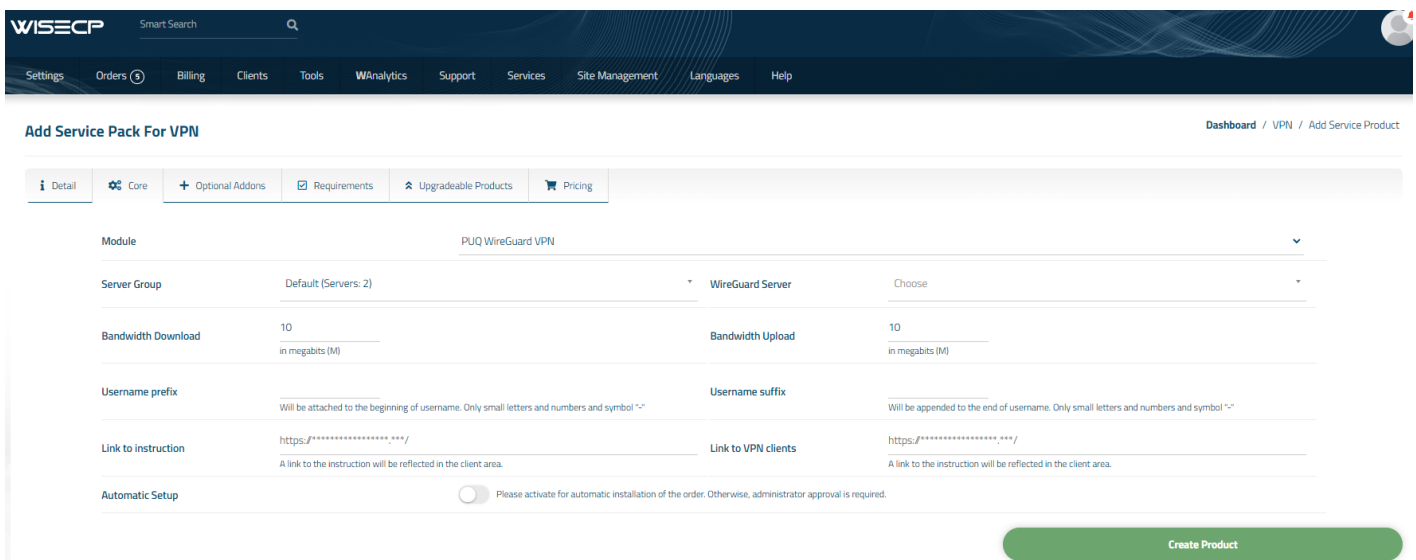 WISECP
Smart Search
Settings Orders 5 Billing Clients Tools WAnalytics Support Services Site Management Languages Help
Add Service Pack For VPN
Dashboard / VPN / Add Service Product
Detail Core Optional Addons Requirements Upgradeable Products Pricing
Module PUQ WireGuard VPN
Server Group Default (Servers: 2) WireGuard Server Choose
Bandwidth Download 10 Bandwidth Upload 10
in megabits (M) in megabits (M)
Username prefix Username suffix
Will be attached to the beginning of username. Only small letters and numbers and symbol "-" Will be appended to the end of username. Only small letters and numbers and symbol "-"
Link to instruction https://*****************.***/ Link to VPN clients https://*****************.***/
A link to the instruction will be reflected in the client area. A link to the instruction will be reflected in the client area.
Automatic Setup Please activate for automatic installation of the order. Otherwise, administrator approval is required.
Create Product